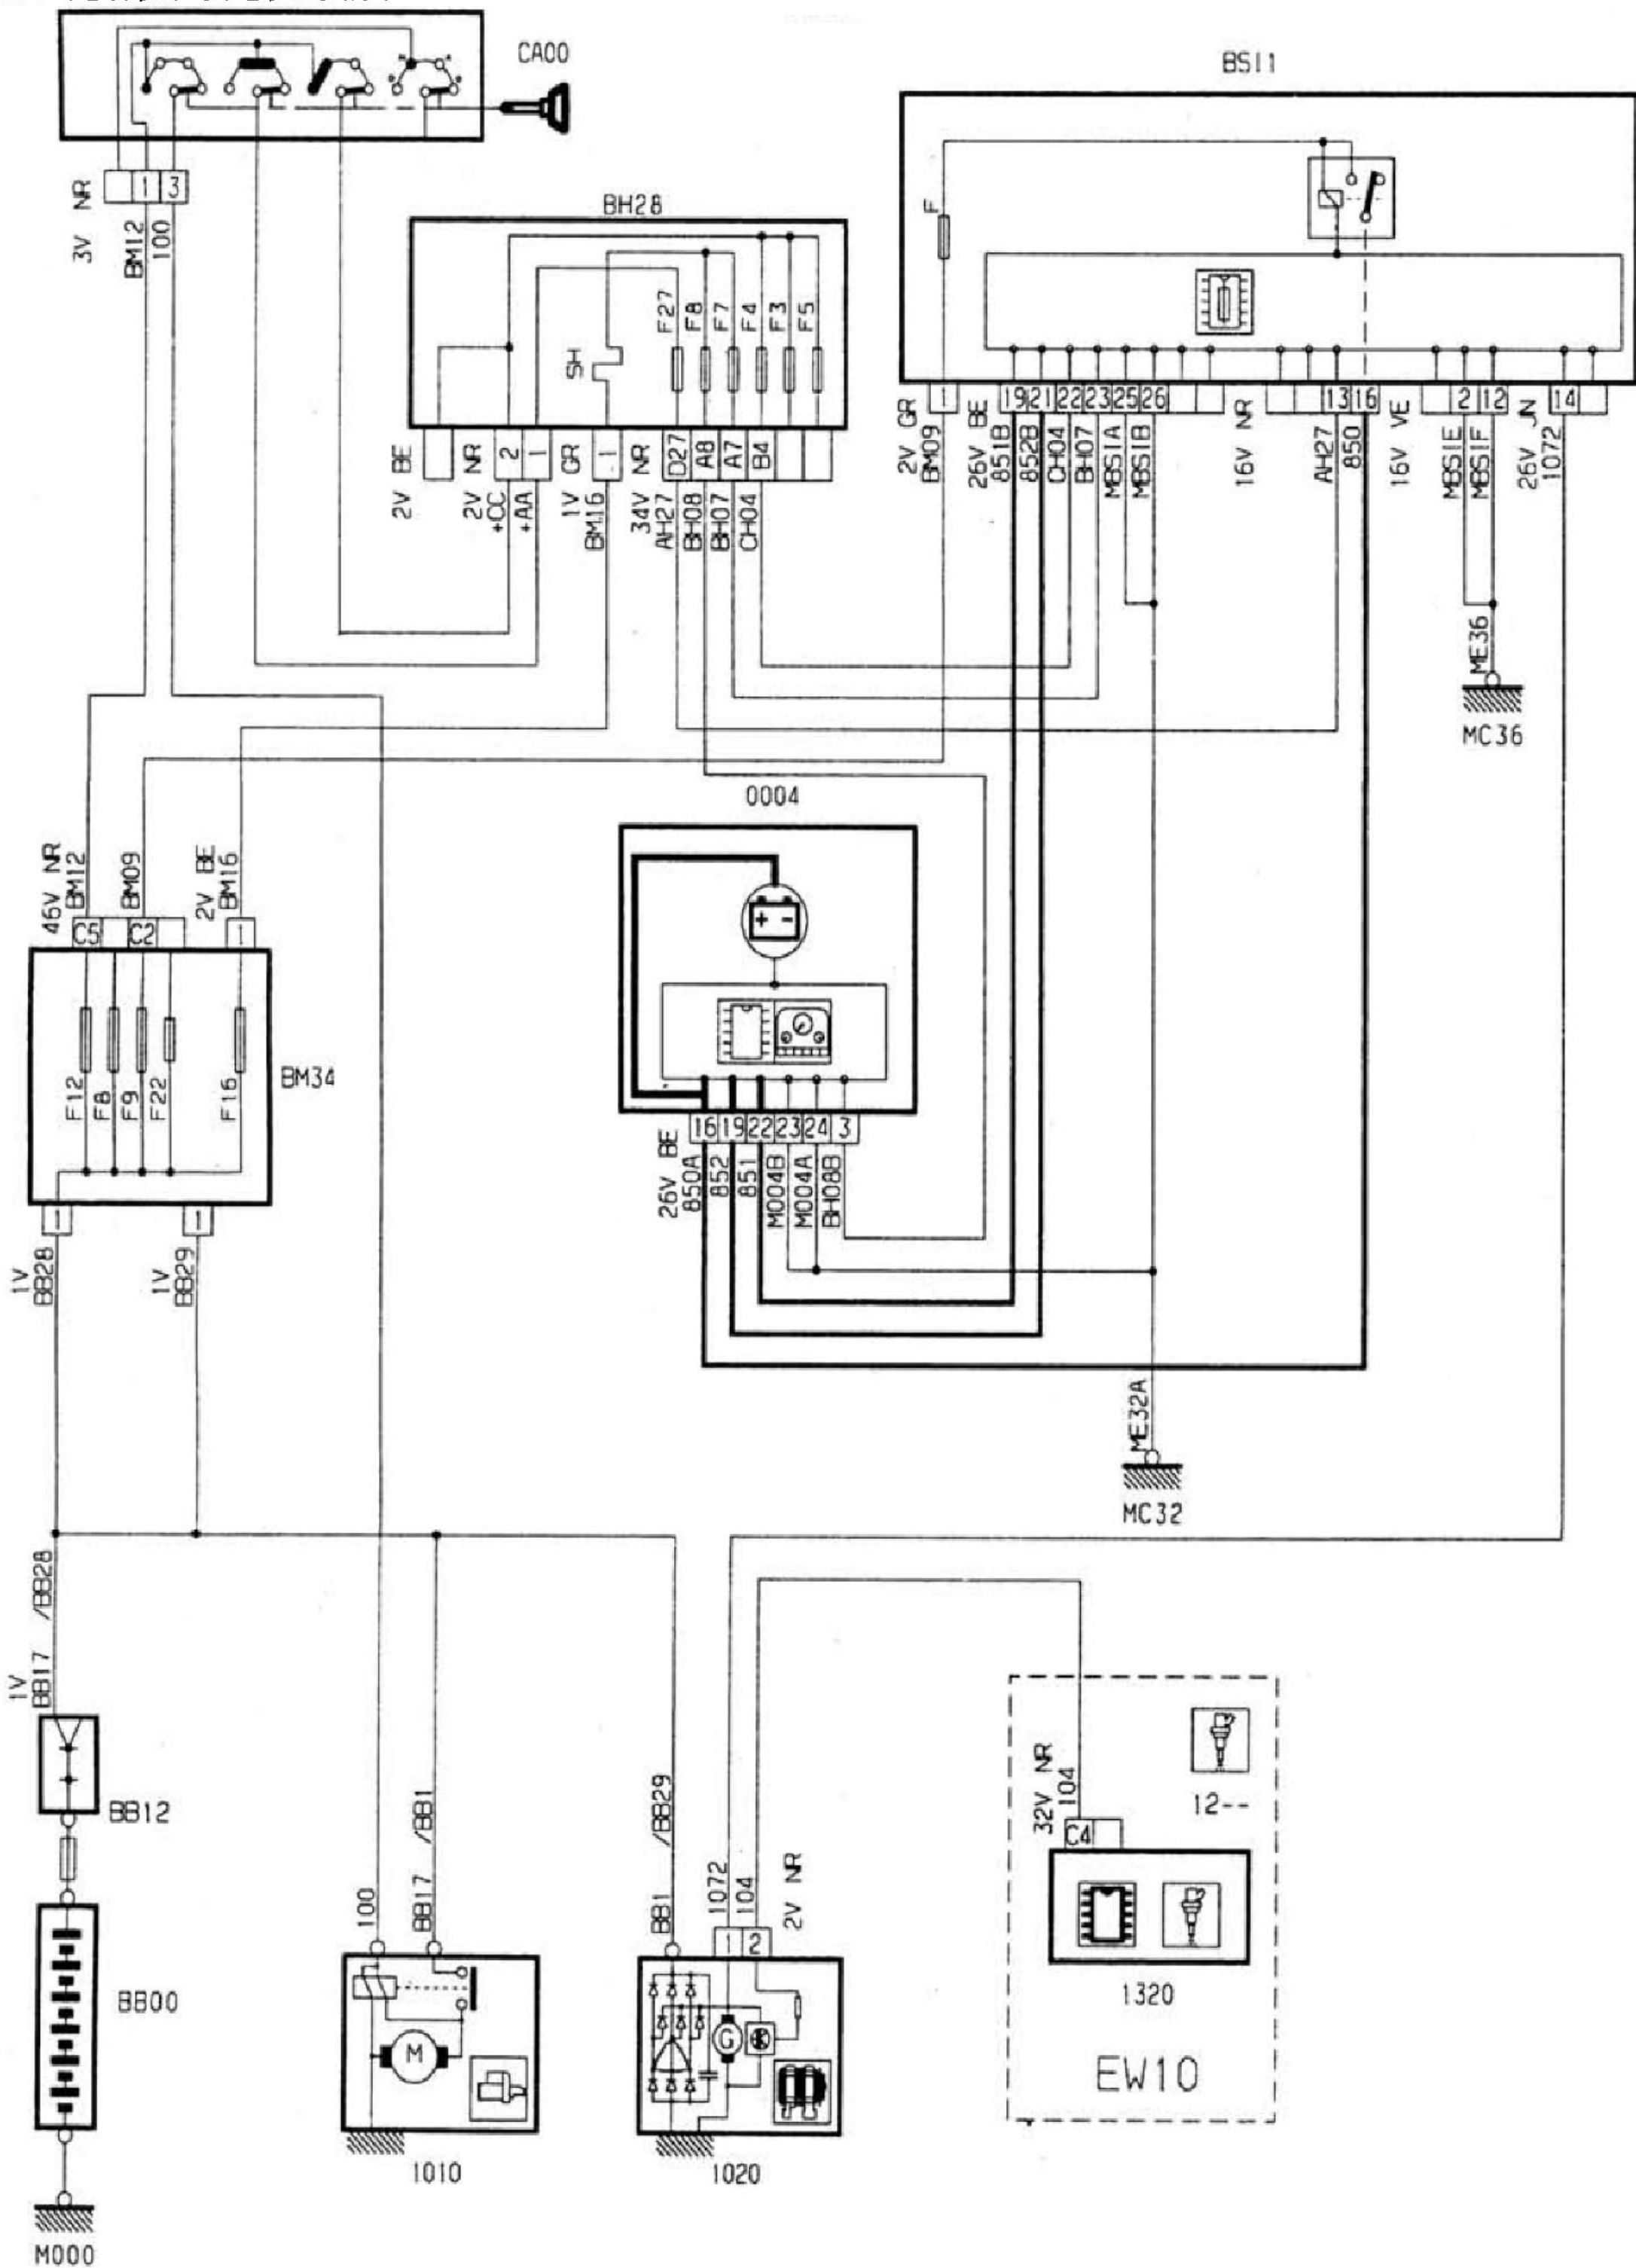 CA00
3V NR
BM12
100
1
3
BH28
SH
F27
F8
F7
F4
F3
F5
2V BE
2V NR
+CC
+AA
1V GR
BM16
34V NR
AH27
BH08
BH07
CH04
2
1
1
D27
A8
A7
B4
BSI1
F
1
19
21
22
23
25
26
13
16
2
12
14
2V GR
BM09
26V BE
851B
852B
CH04
BH07
MBS1A
MBS1B
16V NR
AH27
850
16V VE
MBS1E
MBS1F
26V JN
1072
ME36
MC36
46V NR
BM12
BM09
2V BE
BM16
C5
C2
1
F12
F8
F9
F22
F16
BM34
1
1
1V
BB28
1V
BB29
0004
+ -
16
19
22
23
24
3
26V BE
850A
852
851
M004B
M004A
BH08B
ME32A
MC32
1V
BB17 /BB28
BB12
BB00
M000
100
BB17 /BB1
M
1010
BB1 /BB29
1072
104
2V NR
1
2
G
1020
32V NR
104
C4
12--
1320
EW10